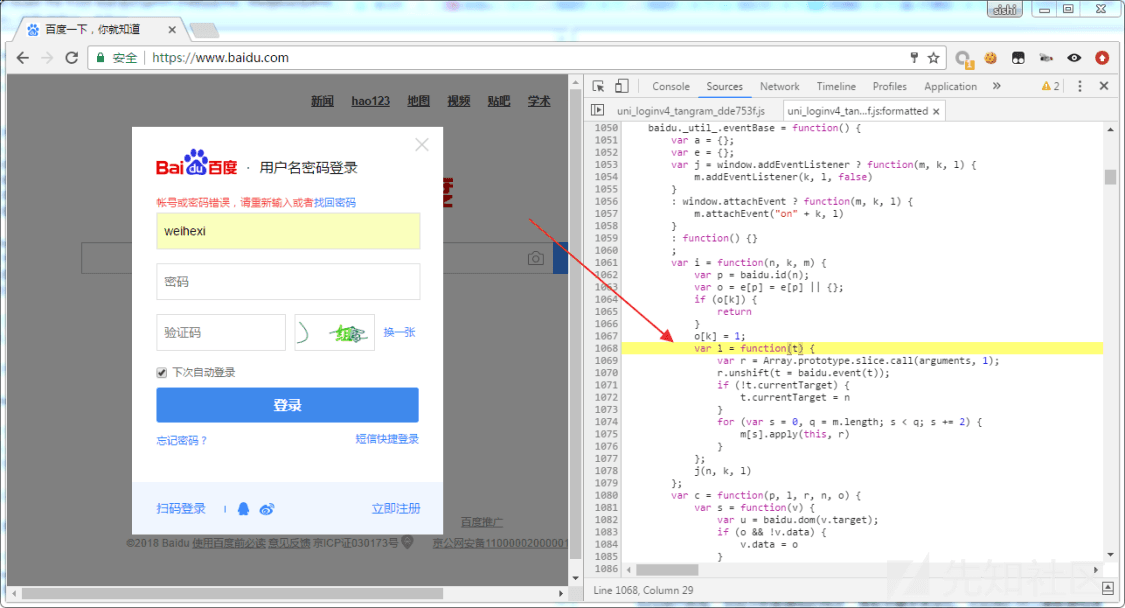 sishi
百度一下，你就知道
安全 https://www.baidu.com
新闻 hao123 地图 视频 贴吧 学术
Bai du 百度 · 用户名密码登录
帐号或密码错误，请重新输入或者找回密码
weihexi
密码
验证码 换一张
下次自动登录
登录
忘记密码？ 短信快捷登录
扫码登录 立即注册
百度推广
©2018 Baidu 使用百度前必读 意见反馈 京ICP证030173号 京公网安备11000002000001
Console Sources Network Timeline Profiles Application » 2
uni_loginv4_tangram_dde753f.js uni_loginv4_tan...f.js:formatted
1050 baidu._util_.eventBase = function() {
1051 var a = {};
1052 var e = {};
1053 var j = window.addEventListener ? function(m, k, l) {
1054 m.addEventListener(k, l, false)
1055 }
1056 : window.attachEvent ? function(m, k, l) {
1057 m.attachEvent("on" + k, l)
1058 }
1059 : function() {}
1060 ;
1061 var i = function(n, k, m) {
1062 var p = baidu.id(n);
1063 var o = e[p] = e[p] || {};
1064 if (o[k]) {
1065 return
1066 }
1067 o[k] = 1;
1068 var l = function(t) {
1069 var r = Array.prototype.slice.call(arguments, 1);
1070 r.unshift(t = baidu.event(t));
1071 if (!t.currentTarget) {
1072 t.currentTarget = n
1073 }
1074 for (var s = 0, q = m.length; s < q; s += 2) {
1075 m[s].apply(this, r)
1076 }
1077 };
1078 j(n, k, l)
1079 };
1080 var c = function(p, l, r, n, o) {
1081 var s = function(v) {
1082 var u = baidu.dom(v.target);
1083 if (o && !v.data) {
1084 v.data = o
1085 }
1086
Line 1068, Column 29
先知社区